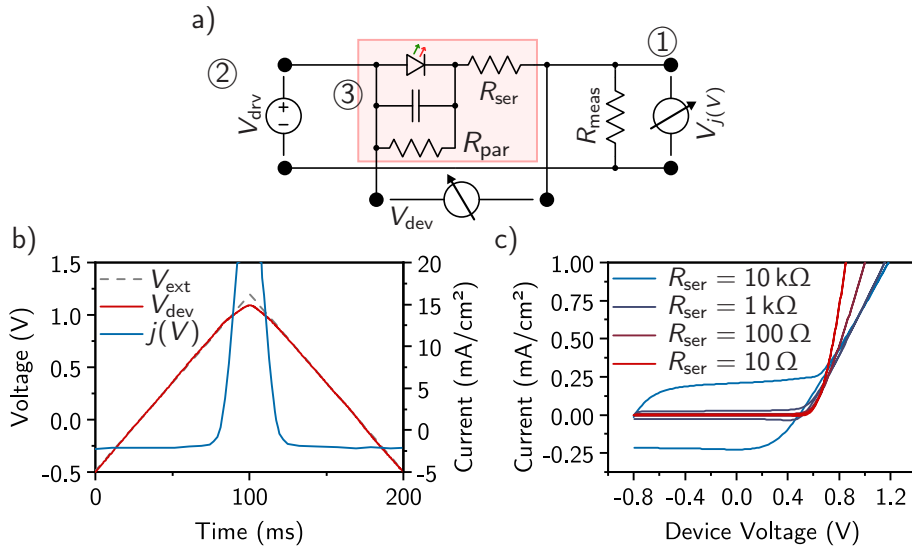 a)
①
②
③
V_drv
R_ser
R_par
R_meas
V_j(V)
V_dev
b)
1.5
1.0
0.5
0.0
-0.5
Voltage (V)
V_ext
V_dev
j(V)
20
15
10
5
0
-5
Current (mA/cm²)
0
100
200
Time (ms)
c)
1.00
0.75
0.50
0.25
0.00
-0.25
Current (mA/cm²)
R_ser = 10 kΩ
R_ser = 1 kΩ
R_ser = 100 Ω
R_ser = 10 Ω
-0.8
-0.4
0.0
0.4
0.8
1.2
Device Voltage (V)